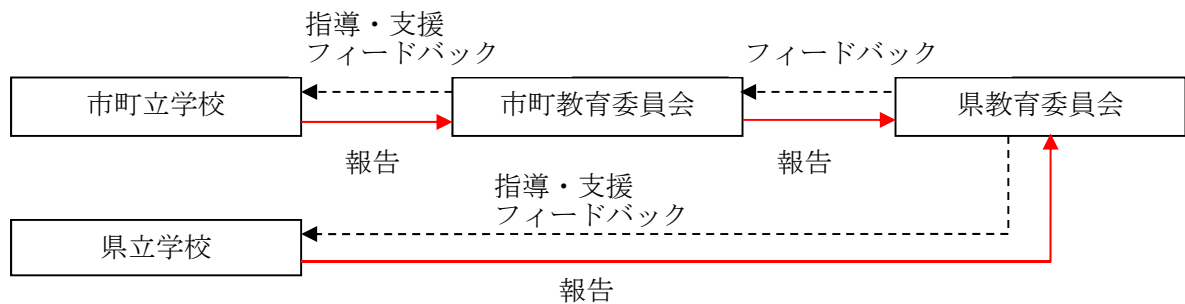 指導・支援
フィードバック
フィードバック
市町立学校
市町教育委員会
県教育委員会
報告
報告
指導・支援
フィードバック
県立学校
報告